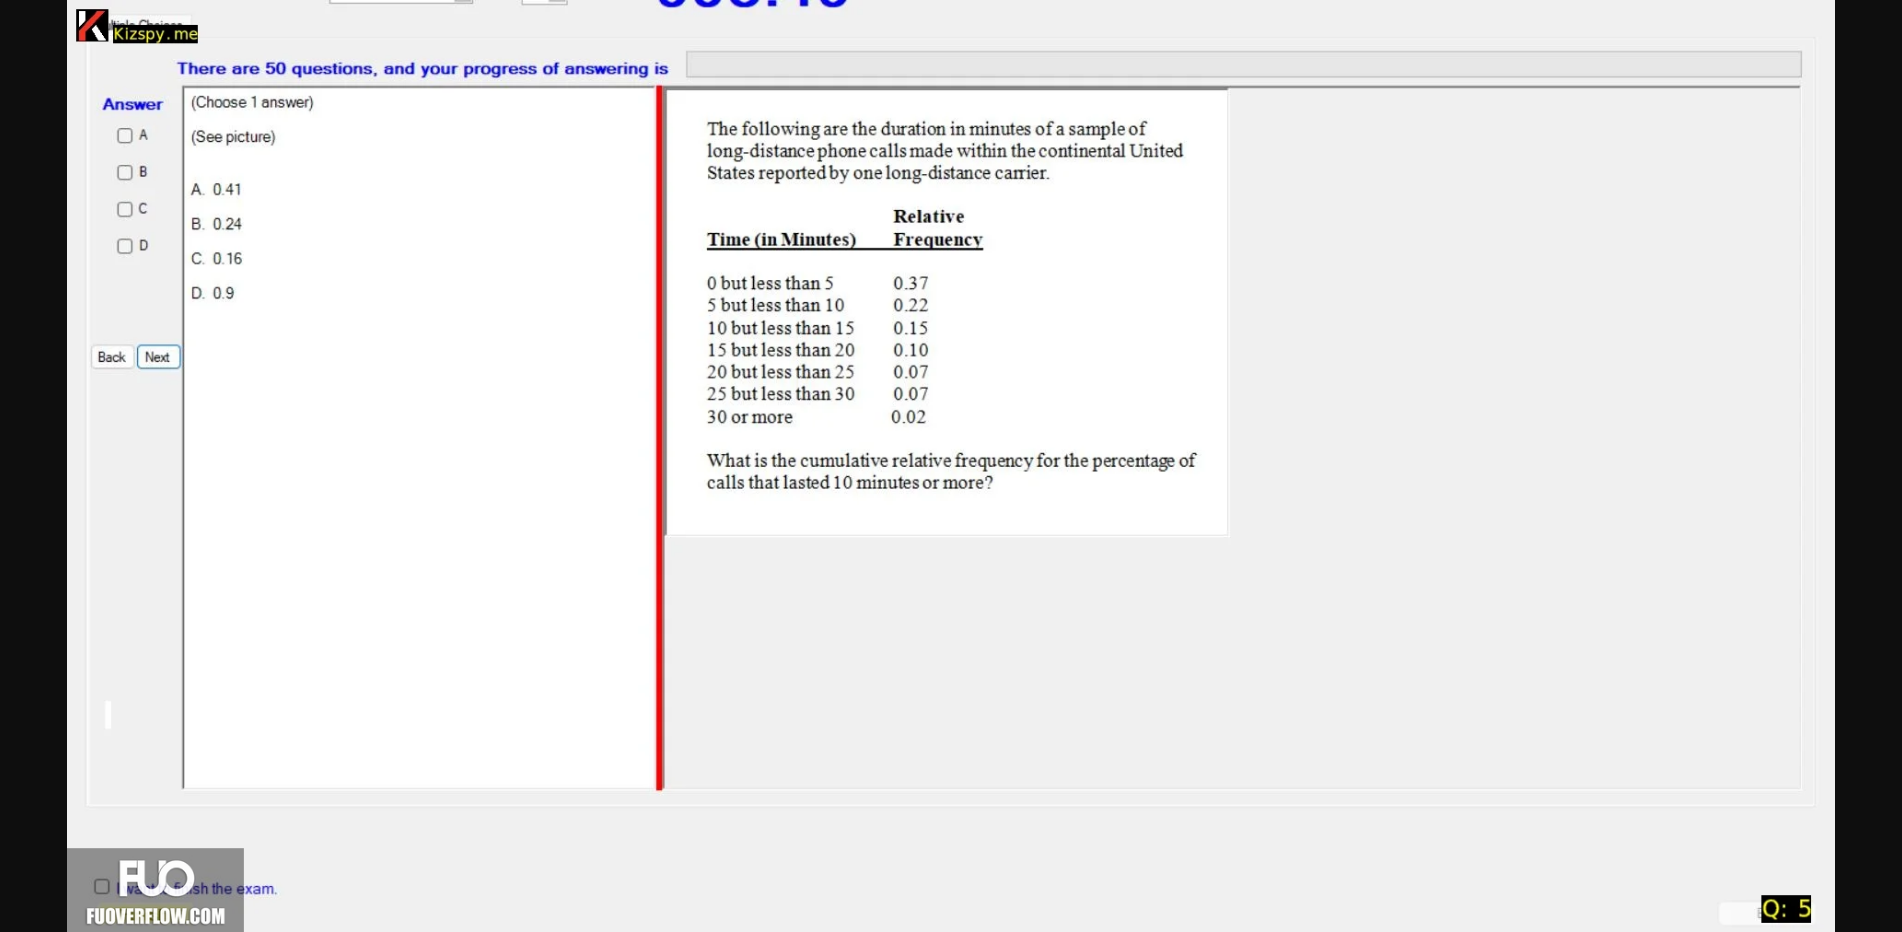 Kizspy.me
There are 50 questions, and your progress of answering is
Answer
A
B
C
D
Back Next
(Choose 1 answer)
(See picture)
A. 0.41
B. 0.24
C. 0.16
D. 0.9
The following are the duration in minutes of a sample of
long-distance phone calls made within the continental United
States reported by one long-distance carrier.
Relative
Time (in Minutes) Frequency
0 but less than 5 0.37
5 but less than 10 0.22
10 but less than 15 0.15
15 but less than 20 0.10
20 but less than 25 0.07
25 but less than 30 0.07
30 or more 0.02
What is the cumulative relative frequency for the percentage of
calls that lasted 10 minutes or more?
I want finish the exam.
FUO
FUOVERFLOW.COM
Q: 5